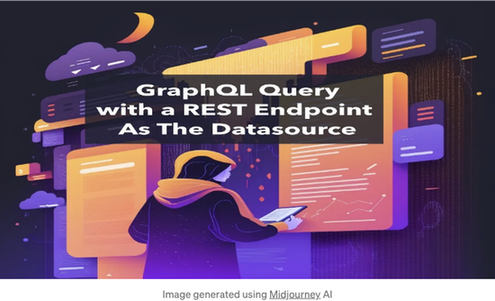 GraphQL Query
with a REST Endpoint
As The Datasource
Image generated using Midjourney AI